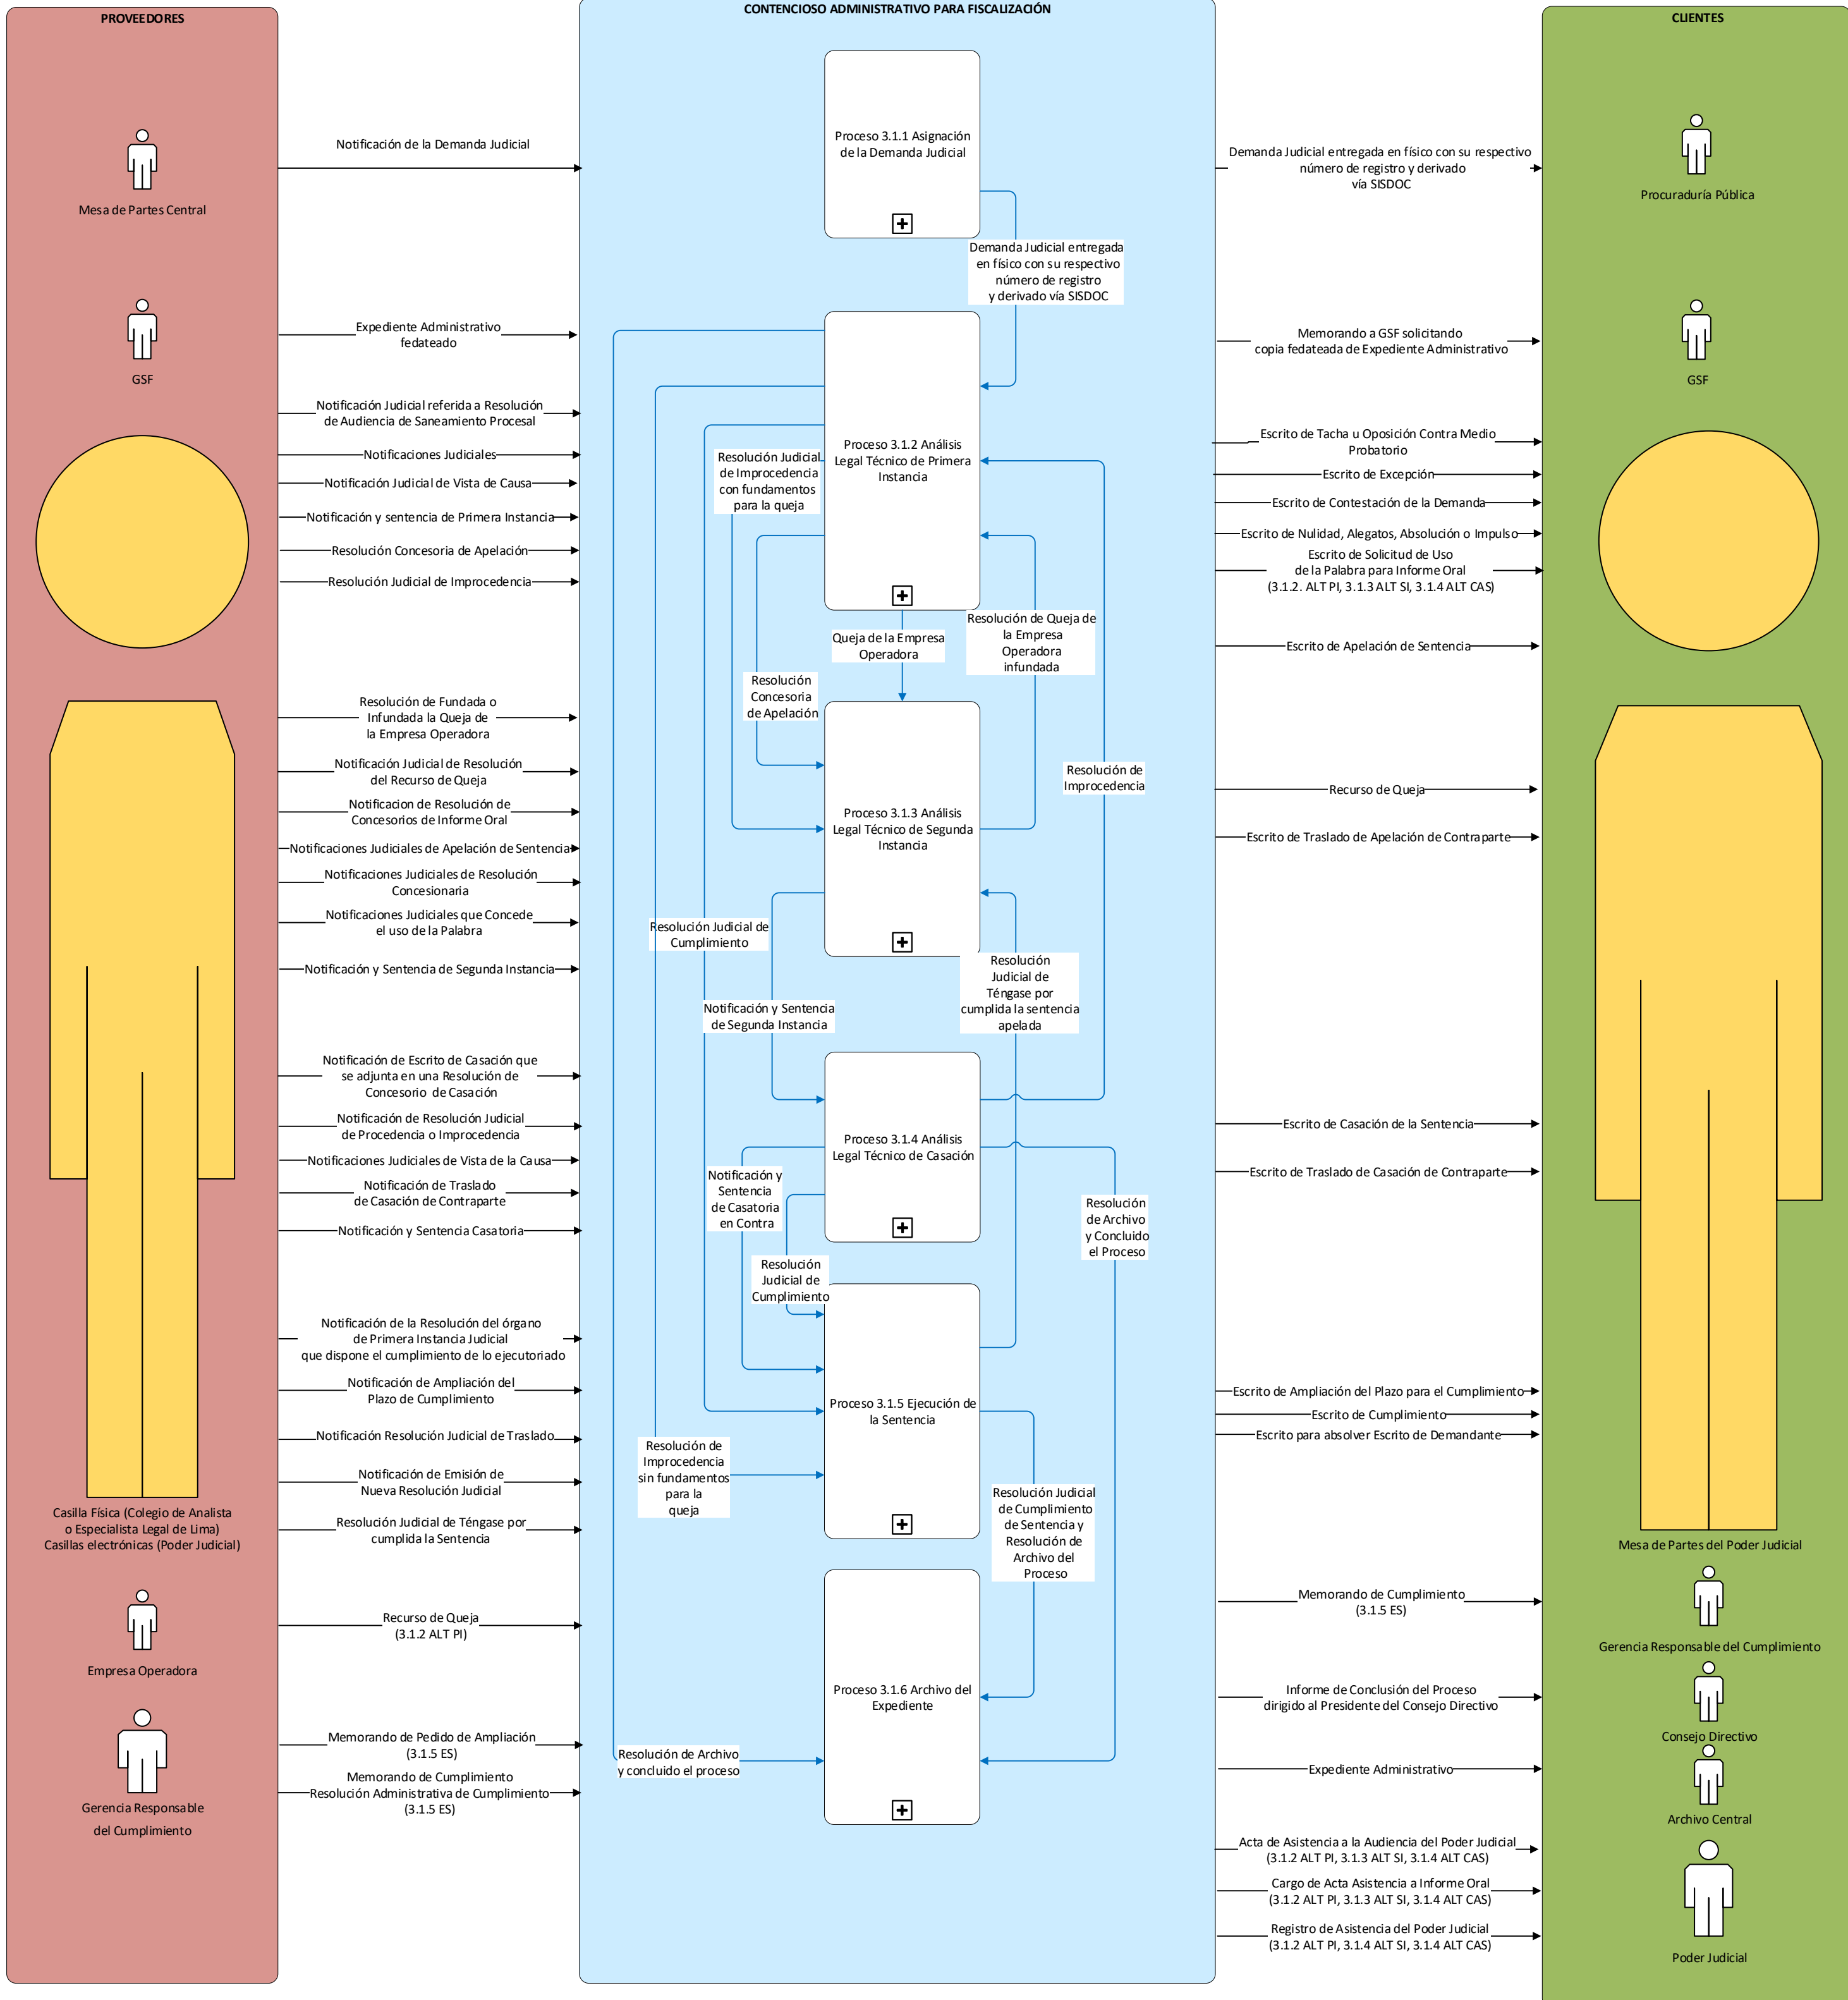 PROVEEDORES
Mesa de Partes Central
GSF
Casilla Física (Colegio de Analista
o Especialista Legal de Lima)
Casillas electrónicas (Poder Judicial)
Empresa Operadora
Gerencia Responsable
del Cumplimiento
Notificación de la Demanda Judicial
Expediente Administrativo
fedateado
Notificación Judicial referida a Resolución
de Audiencia de Saneamiento Procesal
Notificaciones Judiciales
Notificación Judicial de Vista de Causa
Notificación y sentencia de Primera Instancia
Resolución Concesoria de Apelación
Resolución Judicial de Improcedencia
Resolución de Fundada o
Infundada la Queja de
la Empresa Operadora
Notificación Judicial de Resolución
del Recurso de Queja
Notificacion de Resolución de
Concesorios de Informe Oral
Notificaciones Judiciales de Apelación de Sentencia
Notificaciones Judiciales de Resolución
Concesionaria
Notificaciones Judiciales que Concede
el uso de la Palabra
Notificación y Sentencia de Segunda Instancia
Notificación de Escrito de Casación que
se adjunta en una Resolución de
Concesorio de Casación
Notificación de Resolución Judicial
de Procedencia o Improcedencia
Notificaciones Judiciales de Vista de la Causa
Notificación de Traslado
de Casación de Contraparte
Notificación y Sentencia Casatoria
Notificación de la Resolución del órgano
de Primera Instancia Judicial
que dispone el cumplimiento de lo ejecutoriado
Notificación de Ampliación del
Plazo de Cumplimiento
Notificación Resolución Judicial de Traslado
Notificación de Emisión de
Nueva Resolución Judicial
Resolución Judicial de Téngase por
cumplida la Sentencia
Recurso de Queja
(3.1.2 ALT PI)
Memorando de Pedido de Ampliación
(3.1.5 ES)
Memorando de Cumplimiento
Resolución Administrativa de Cumplimiento
(3.1.5 ES)
CONTENCIOSO ADMINISTRATIVO PARA FISCALIZACIÓN
Proceso 3.1.1 Asignación
de la Demanda Judicial
Demanda Judicial entregada
en físico con su respectivo
número de registro
y derivado vía SISDOC
Proceso 3.1.2 Análisis
Legal Técnico de Primera
Instancia
Resolución Judicial
de Improcedencia
con fundamentos
para la queja
Queja de la Empresa
Operadora
Resolución de Queja de
la Empresa
Operadora
infundada
Resolución
Concesoria
de Apelación
Resolución de
Improcedencia
Proceso 3.1.3 Análisis
Legal Técnico de Segunda
Instancia
Resolución Judicial de
Cumplimiento
Notificación y Sentencia
de Segunda Instancia
Resolución
Judicial de
Téngase por
cumplida la sentencia
apelada
Proceso 3.1.4 Análisis
Legal Técnico de Casación
Notificación y
Sentencia
de Casatoria
en Contra
Resolución
de Archivo
y Concluido
el Proceso
Resolución
Judicial de
Cumplimiento
Proceso 3.1.5 Ejecución de
la Sentencia
Resolución de
Improcedencia
sin fundamentos
para la
queja
Resolución Judicial
de Cumplimiento
de Sentencia y
Resolución de
Archivo del
Proceso
Proceso 3.1.6 Archivo del
Expediente
Resolución de Archivo
y concluido el proceso
Demanda Judicial entregada en físico con su respectivo
número de registro y derivado
vía SISDOC
Memorando a GSF solicitando
copia fedateada de Expediente Administrativo
Escrito de Tacha u Oposición Contra Medio
Probatorio
Escrito de Excepción
Escrito de Contestación de la Demanda
Escrito de Nulidad, Alegatos, Absolución o Impulso
Escrito de Solicitud de Uso
de la Palabra para Informe Oral
(3.1.2. ALT PI, 3.1.3 ALT SI, 3.1.4 ALT CAS)
Escrito de Apelación de Sentencia
Recurso de Queja
Escrito de Traslado de Apelación de Contraparte
Escrito de Casación de la Sentencia
Escrito de Traslado de Casación de Contraparte
Escrito de Ampliación del Plazo para el Cumplimiento
Escrito de Cumplimiento
Escrito para absolver Escrito de Demandante
Memorando de Cumplimiento
(3.1.5 ES)
Informe de Conclusión del Proceso
dirigido al Presidente del Consejo Directivo
Expediente Administrativo
Acta de Asistencia a la Audiencia del Poder Judicial
(3.1.2 ALT PI, 3.1.3 ALT SI, 3.1.4 ALT CAS)
Cargo de Acta Asistencia a Informe Oral
(3.1.2 ALT PI, 3.1.3 ALT SI, 3.1.4 ALT CAS)
Registro de Asistencia del Poder Judicial
(3.1.2 ALT PI, 3.1.4 ALT SI, 3.1.4 ALT CAS)
CLIENTES
Procuraduría Pública
GSF
Mesa de Partes del Poder Judicial
Gerencia Responsable del Cumplimiento
Consejo Directivo
Archivo Central
Poder Judicial